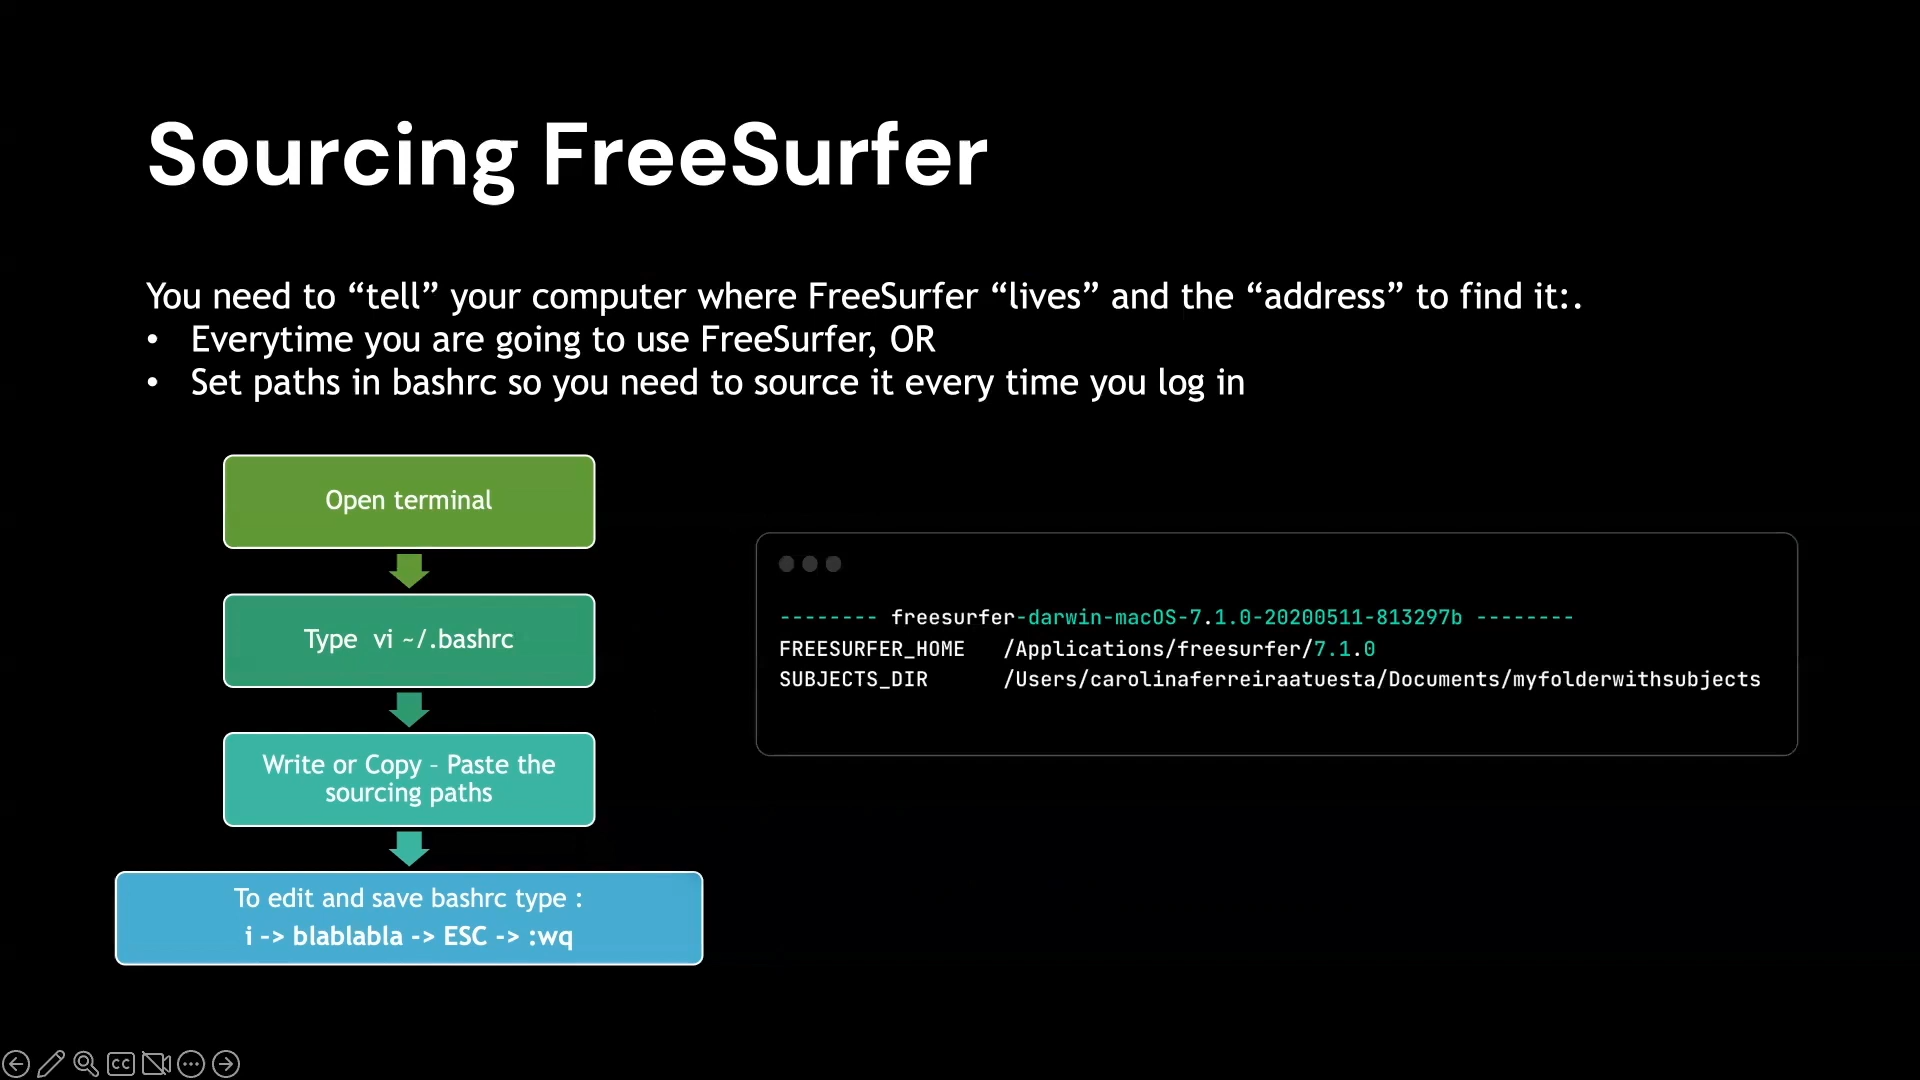 Sourcing FreeSurfer
You need to “tell” your computer where FreeSurfer “lives” and the “address” to find it:.
• Everytime you are going to use FreeSurfer, OR
• Set paths in bashrc so you need to source it every time you log in
Open terminal
Type  vi ~/.bashrc
Write or Copy – Paste the
sourcing paths
To edit and save bashrc type :
i -> blablabla -> ESC -> :wq
-------- freesurfer-darwin-macOS-7.1.0-20200511-813297b --------
FREESURFER_HOME   /Applications/freesurfer/7.1.0
SUBJECTS_DIR      /Users/carolinaferreiraatuesta/Documents/myfolderwithsubjects
CC